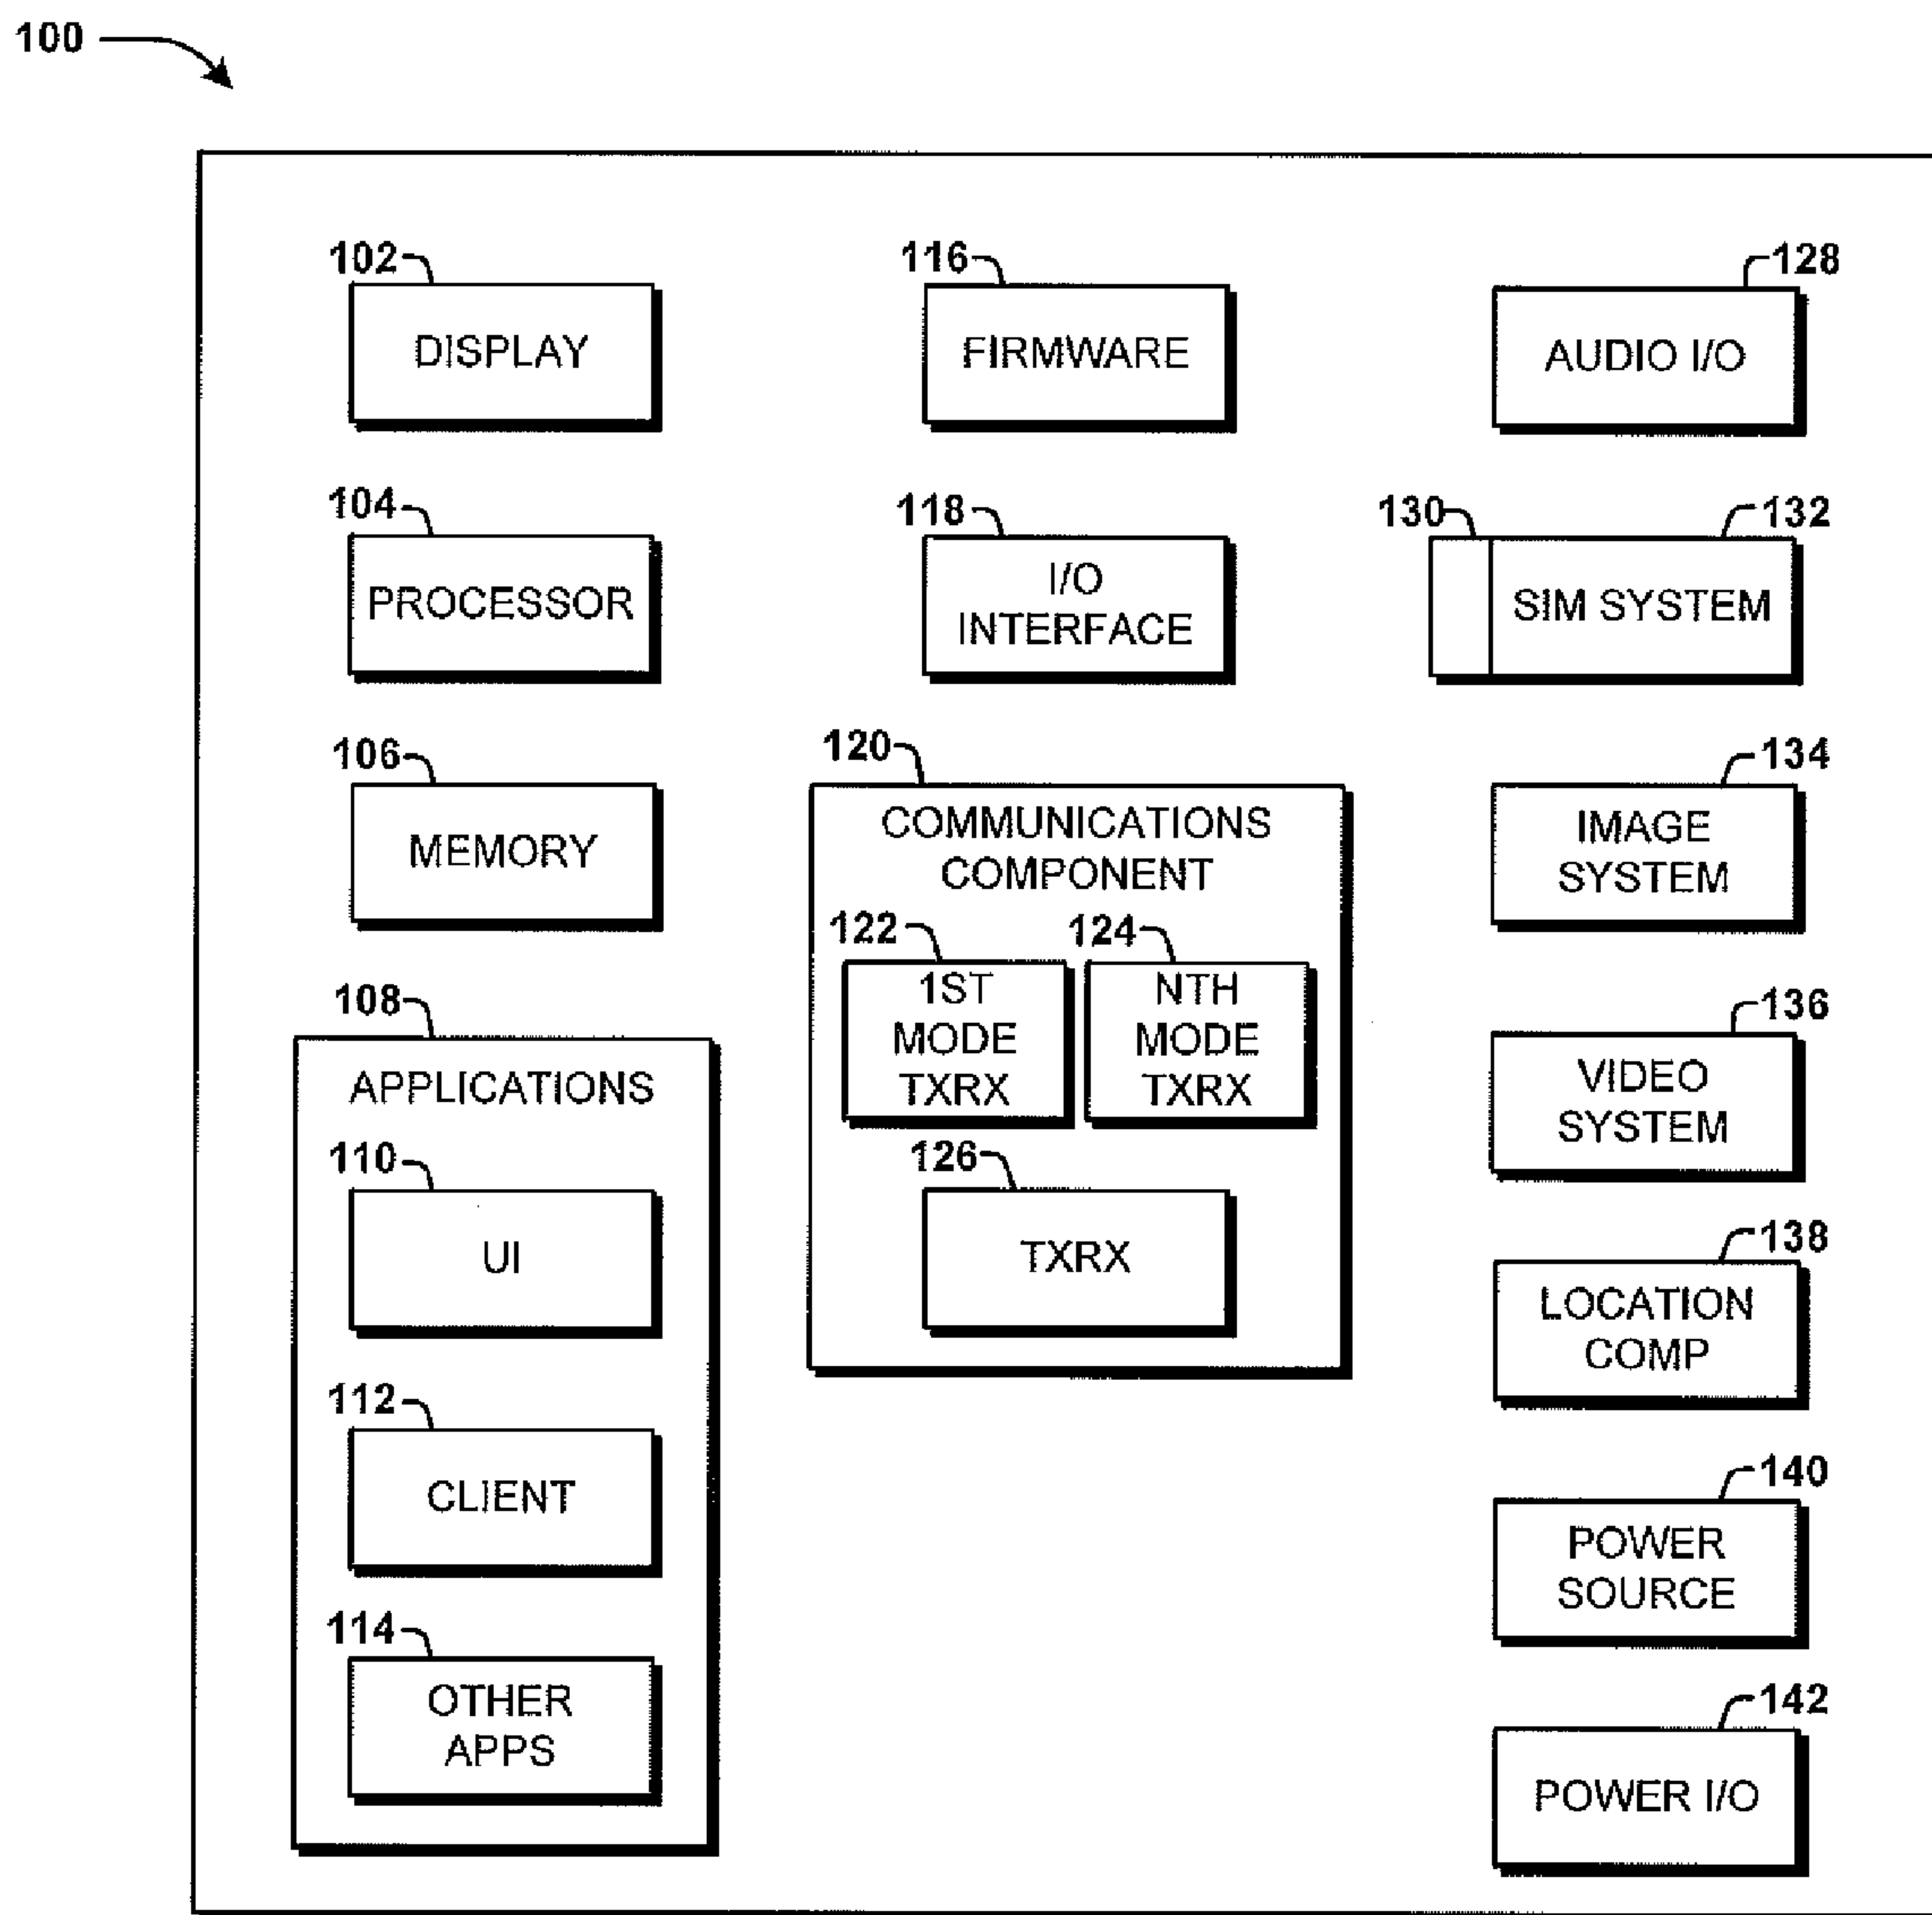 100
102
DISPLAY
104
PROCESSOR
106
MEMORY
108
APPLICATIONS
110
UI
112
CLIENT
114
OTHER
APPS
116
FIRMWARE
118
I/O
INTERFACE
120
COMMUNICATIONS
COMPONENT
122
1ST
MODE
TXRX
124
NTH
MODE
TXRX
126
TXRX
128
AUDIO I/O
130
132
SIM SYSTEM
134
IMAGE
SYSTEM
136
VIDEO
SYSTEM
138
LOCATION
COMP
140
POWER
SOURCE
142
POWER I/O